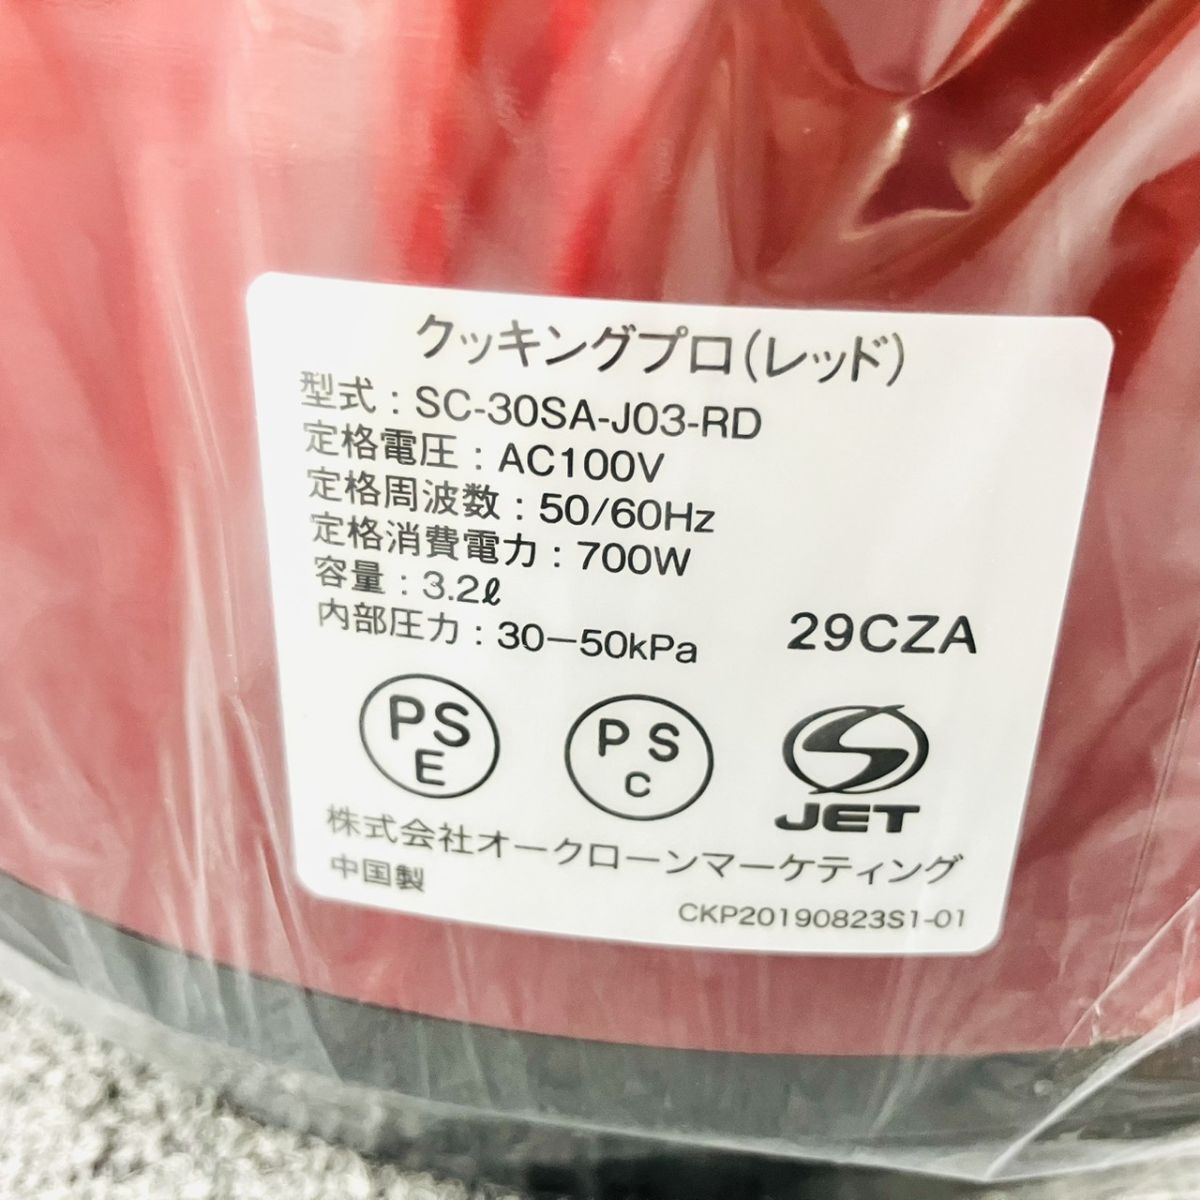 クッキングプロ(レッド)
型式：SC-30SA-J03-RD
定格電圧：AC100V
定格周波数：50/60Hz
定格消費電力：700W
容量：3.2ℓ
内部圧力：30－50kPa
29CZA
PS
E
PS
C
JET
株式会社オークローンマーケティング
中国製
CKP20190823S1-01